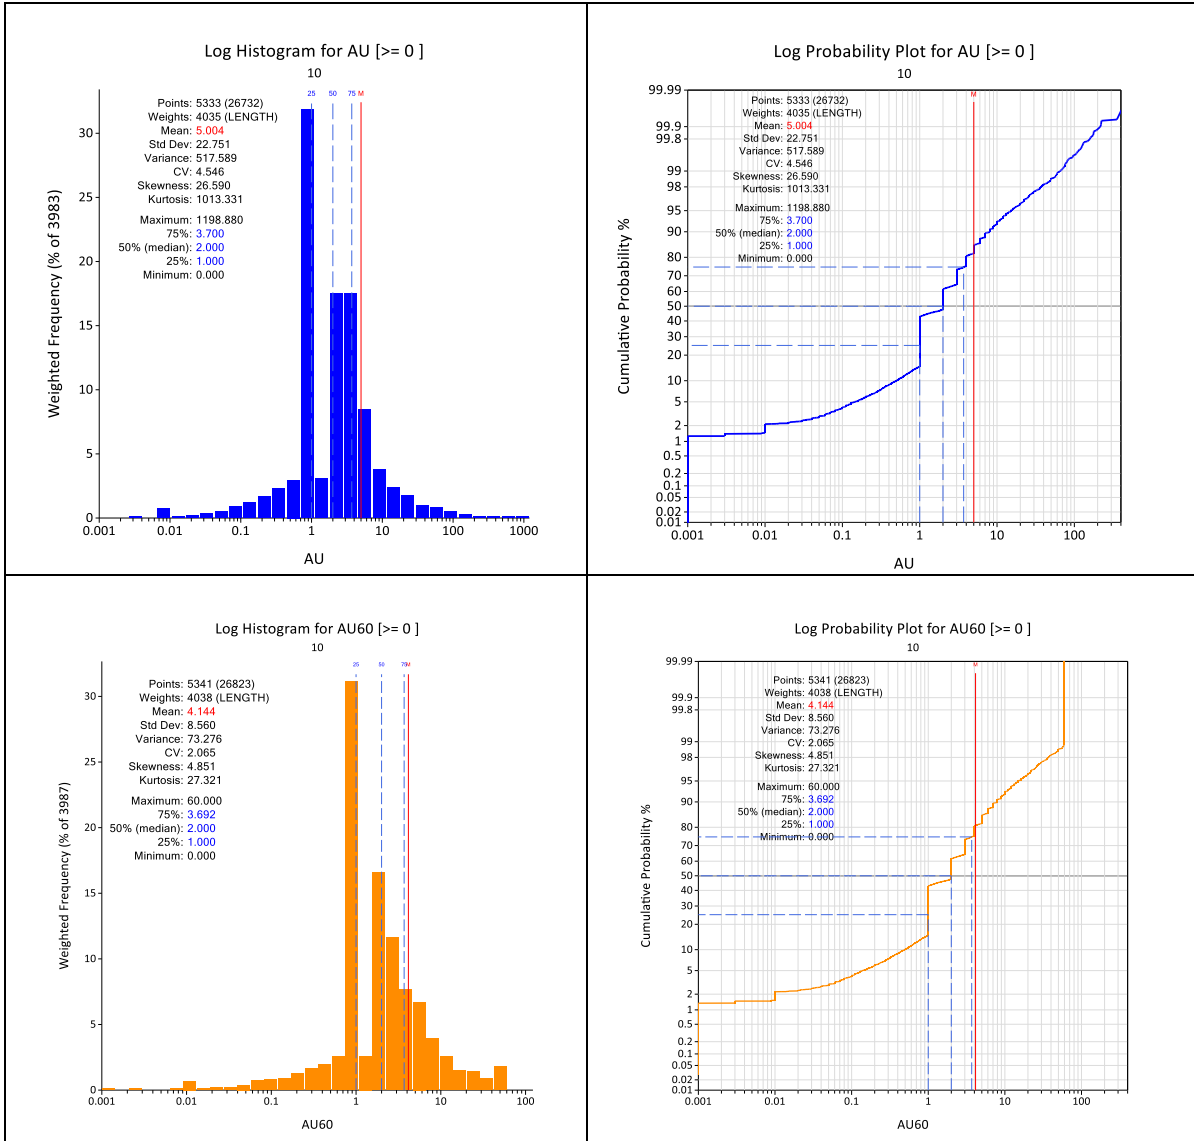 Log Histogram for AU [>= 0 ]
10
25 50 75 M
Points: 5333 (26732)
Weights: 4035 (LENGTH)
Mean: 5.004
Std Dev: 22.751
Variance: 517.589
CV: 4.546
Skewness: 26.590
Kurtosis: 1013.331
Maximum: 1198.880
75%: 3.700
50% (median): 2.000
25%: 1.000
Minimum: 0.000
Weighted Frequency (% of 3983)
30
25
20
15
10
5
0
0.001 0.01 0.1 1 10 100 1000
AU
Log Probability Plot for AU [>= 0 ]
10
M
Points: 5333 (26732)
Weights: 4035 (LENGTH)
Mean: 5.004
Std Dev: 22.751
Variance: 517.589
CV: 4.546
Skewness: 26.590
Kurtosis: 1013.331
Maximum: 1198.880
75%: 3.700
50% (median): 2.000
25%: 1.000
Minimum: 0.000
Cumulative Probability %
99.99
99.9
99.8
99
98
95
90
80
70
60
50
40
30
20
10
5
2
1
0.5
0.2
0.1
0.05
0.02
0.01
0.001 0.01 0.1 1 10 100
AU
Log Histogram for AU60 [>= 0 ]
10
25 50 75 M
Points: 5341 (26823)
Weights: 4038 (LENGTH)
Mean: 4.144
Std Dev: 8.560
Variance: 73.276
CV: 2.065
Skewness: 4.851
Kurtosis: 27.321
Maximum: 60.000
75%: 3.692
50% (median): 2.000
25%: 1.000
Minimum: 0.000
Weighted Frequency (% of 3987)
30
25
20
15
10
5
0
0.001 0.01 0.1 1 10 100
AU60
Log Probability Plot for AU60 [>= 0 ]
10
M
Points: 5341 (26823)
Weights: 4038 (LENGTH)
Mean: 4.144
Std Dev: 8.560
Variance: 73.276
CV: 2.065
Skewness: 4.851
Kurtosis: 27.321
Maximum: 60.000
75%: 3.692
50% (median): 2.000
25%: 1.000
Minimum: 0.000
Cumulative Probability %
99.99
99.9
99.8
99
98
95
90
80
70
60
50
40
30
20
10
5
2
1
0.5
0.2
0.1
0.05
0.02
0.01
0.001 0.01 0.1 1 10 100
AU60